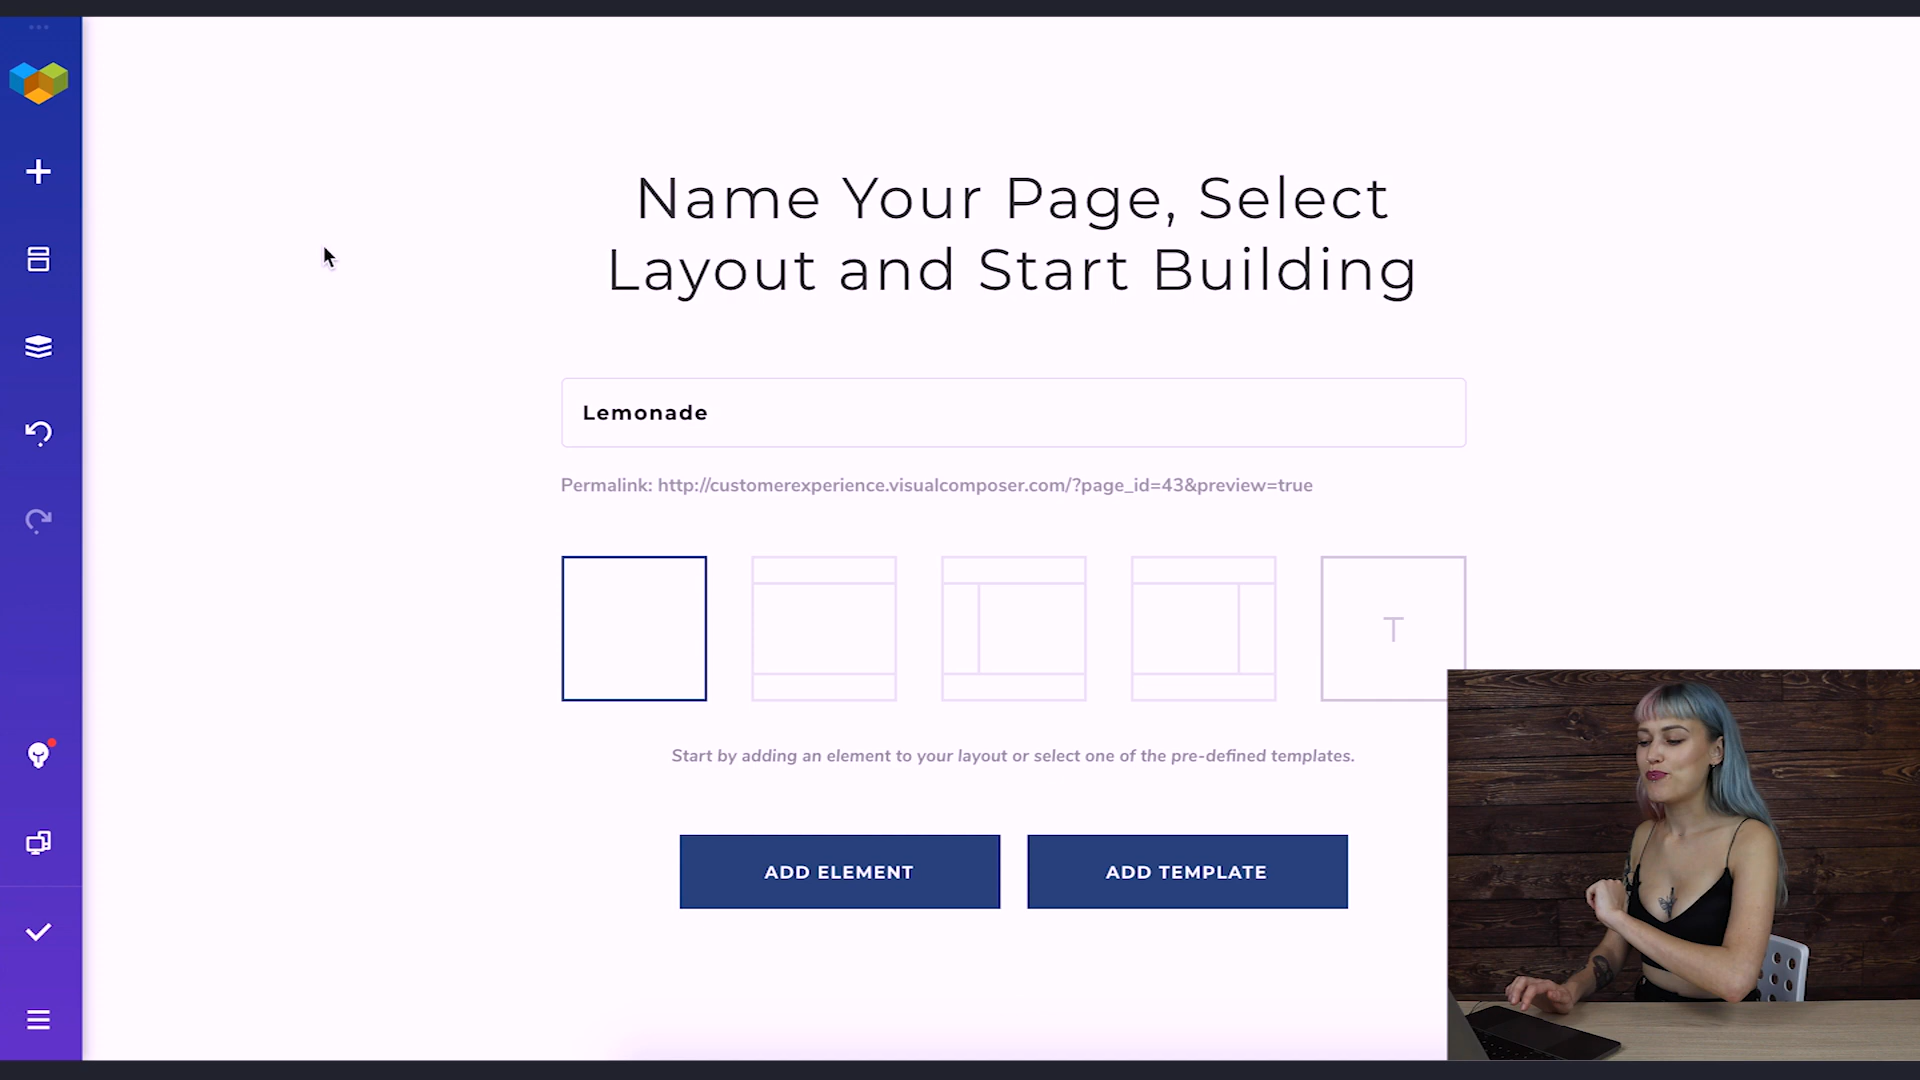 Name Your Page, Select
Layout and Start Building
Lemonade
Permalink: http://customerexperience.visualcomposer.com/?page_id=43&preview=true
T
Start by adding an element to your layout or select one of the pre-defined templates.
ADD ELEMENT
ADD TEMPLATE